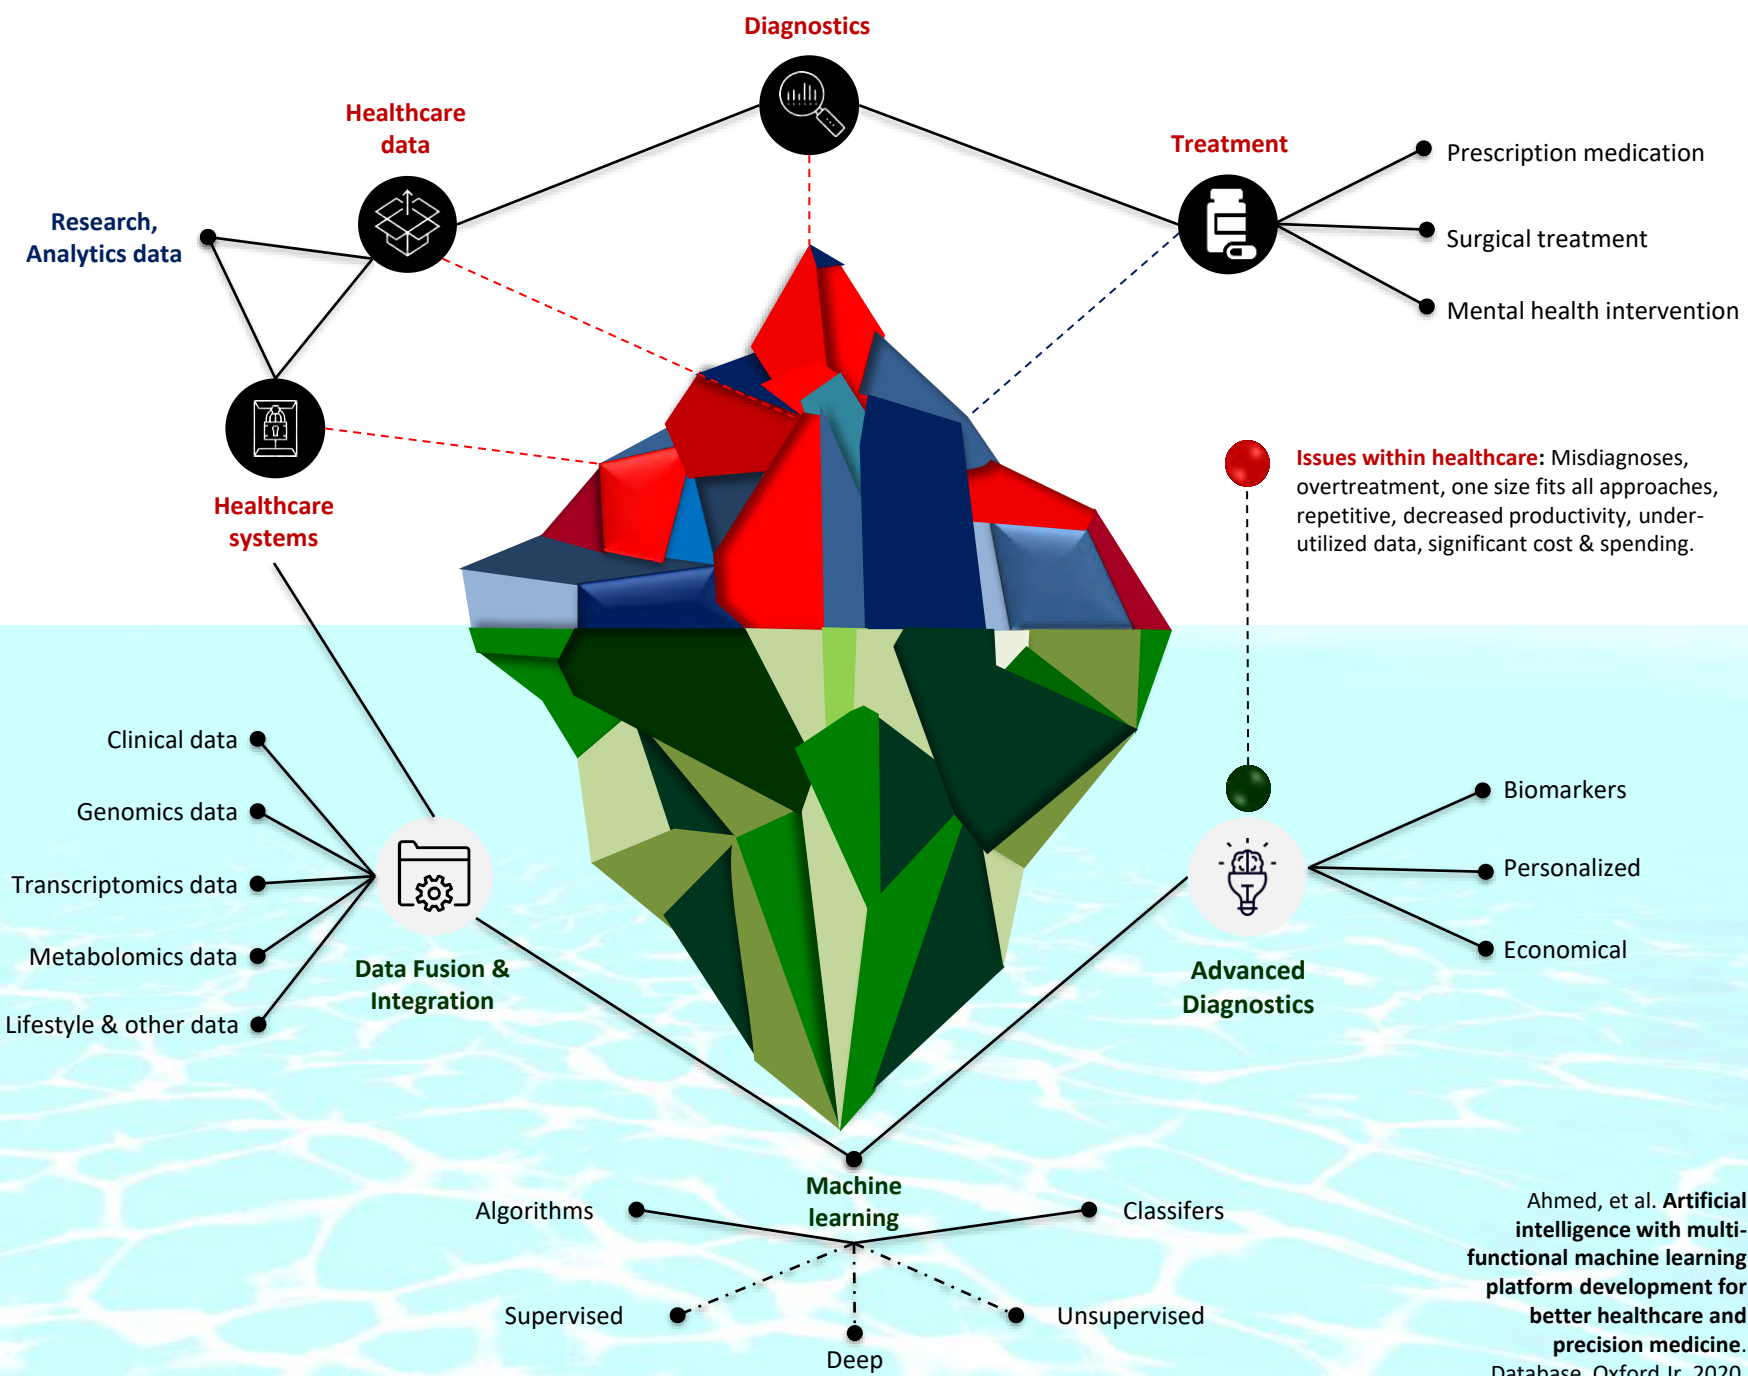 Diagnostics
Healthcare
data
Treatment
Prescription medication
Surgical treatment
Mental health intervention
Research,
Analytics data
Healthcare
systems
Issues within healthcare: Misdiagnoses,
overtreatment, one size fits all approaches,
repetitive, decreased productivity, under-
utilized data, significant cost & spending.
Clinical data
Genomics data
Transcriptomics data
Metabolomics data
Lifestyle & other data
Data Fusion &
Integration
Biomarkers
Personalized
Economical
Advanced
Diagnostics
Machine
learning
Algorithms
Classifers
Supervised
Unsupervised
Deep
Ahmed, et al. Artificial
intelligence with multi-
functional machine learning
platform development for
better healthcare and
precision medicine.
Database, Oxford Jr. 2020.